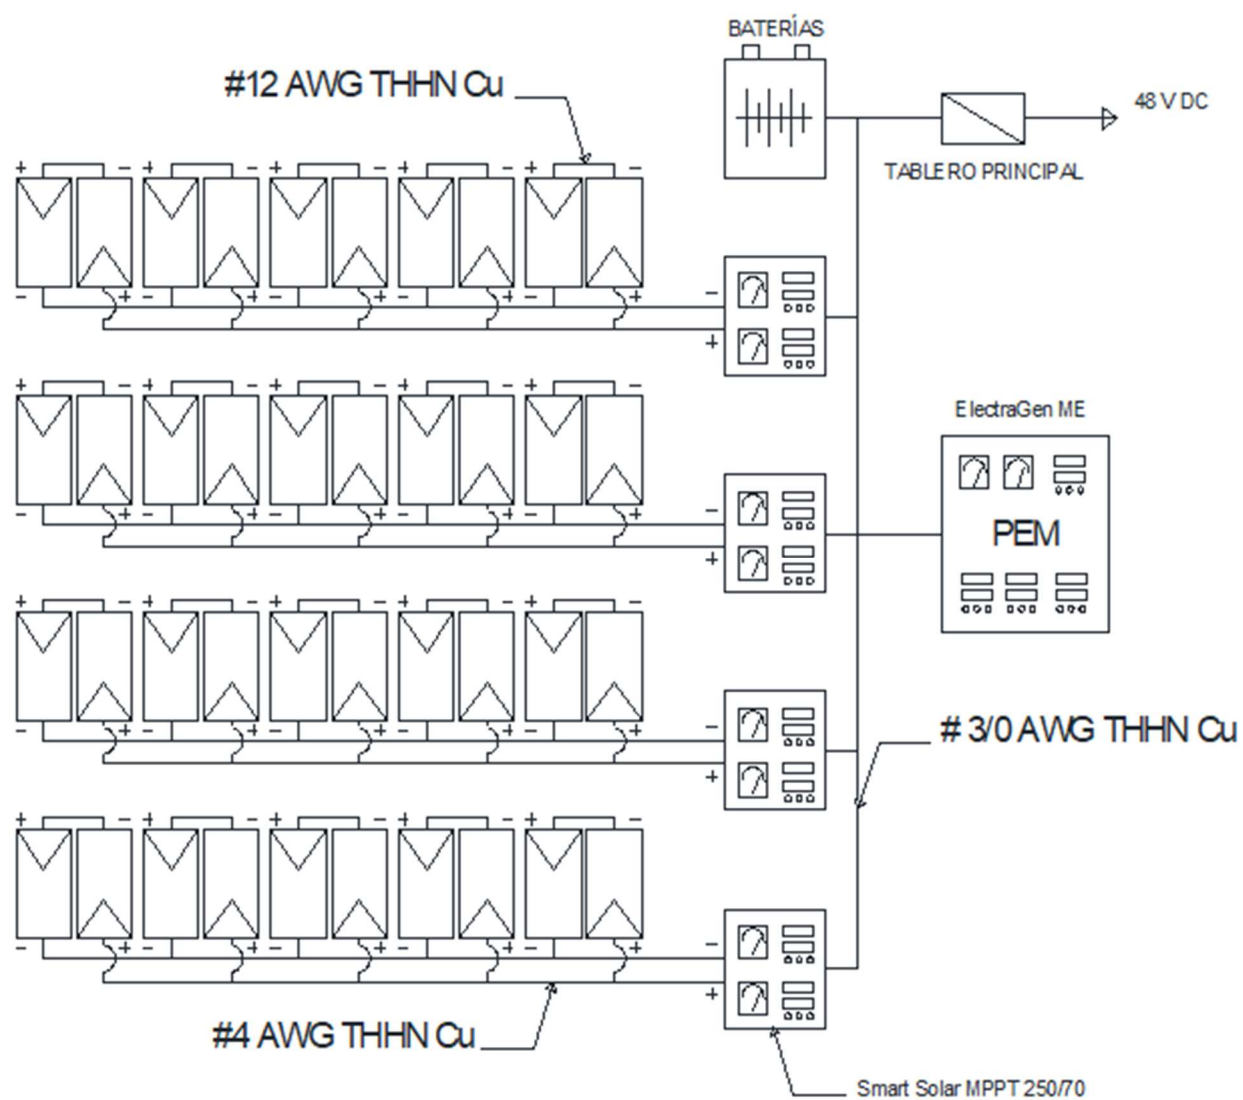 BATERÍAS
#12 AWG THHN Cu
48 V DC
TABLERO PRINCIPAL
+ - + - + - + - + -
- + - + - + - + - +
-
+
+ - + - + - + - + -
ElectraGen ME
- + - + - + - + - +
-
PEM
+
+ - + - + - + - + -
- + - + - + - + - +
-
# 3/0 AWG THHN Cu
+
+ - + - + - + - + -
- + - + - + - + - +
-
+
#4 AWG THHN Cu
Smart Solar MPPT 250/70